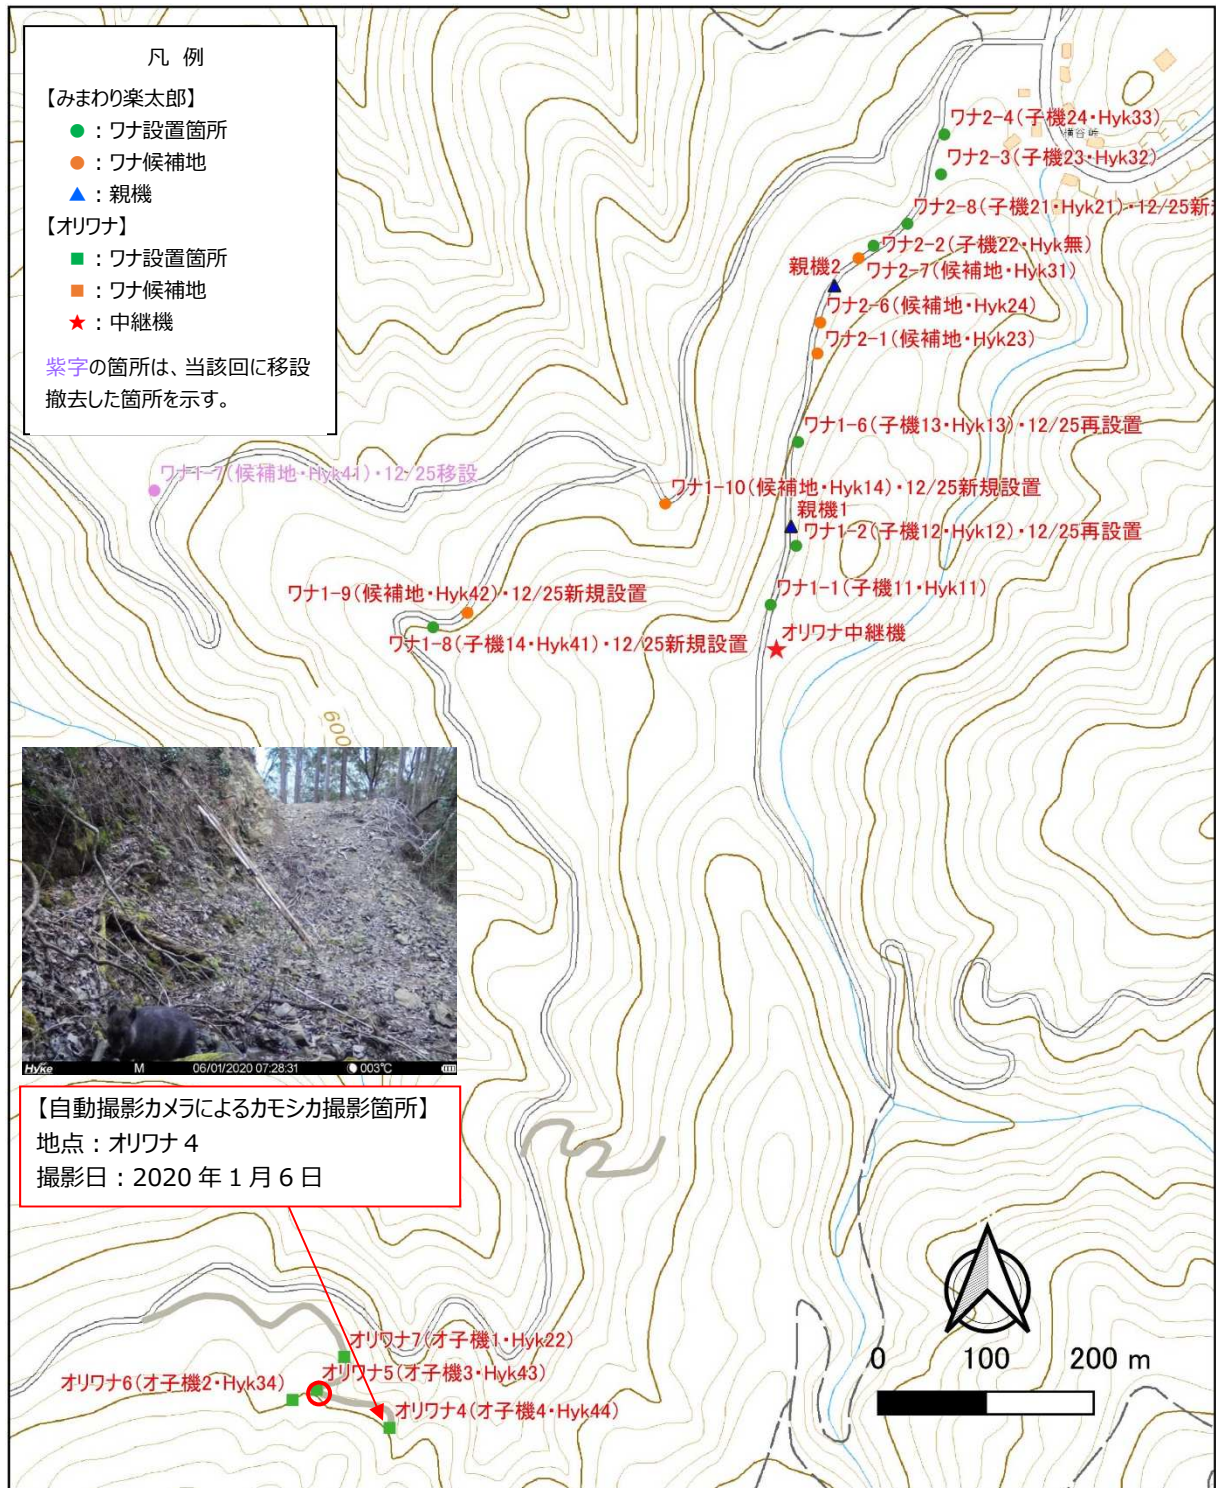 凡 例
【みまわり楽太郎】
●：ワナ設置箇所
●：ワナ候補地
▲：親機
【オリワナ】
■：ワナ設置箇所
■：ワナ候補地
★：中継機
紫字の箇所は、当該回に移設
撤去した箇所を示す。
ワナ2-4(子機24・Hyk33)
横谷峠
ワナ2-3(子機23・Hyk32)
ワナ2-8(子機21・Hyk21)・12/25新
ワナ2-2(子機22・Hyk無)
親機2
ワナ2-7(候補地・Hyk31)
ワナ2-6(候補地・Hyk24)
ワナ2-1(候補地・Hyk23)
ワナ1-6(子機13・Hyk13)・12/25再設置
ワナ1-7(候補地・Hyk41)・12/25移設
ワナ1-10(候補地・Hyk14)・12/25新規設置
親機1
ワナ1-2(子機12・Hyk12)・12/25再設置
ワナ1-9(候補地・Hyk42)・12/25新規設置
ワナ1-1(子機11・Hyk11)
オリワナ中継機
ワナ1-8(子機14・Hyk41)・12/25新規設置
600
Hyke M 06/01/2020 07:28:31 003℃
【自動撮影カメラによるカモシカ撮影箇所】
地点：オリワナ４
撮影日：2020 年 1 月 6 日
オリワナ7(オ子機1・Hyk22)
オリワナ5(オ子機3・Hyk43)
オリワナ6(オ子機2・Hyk34)
オリワナ4(オ子機4・Hyk44)
0 100 200 m